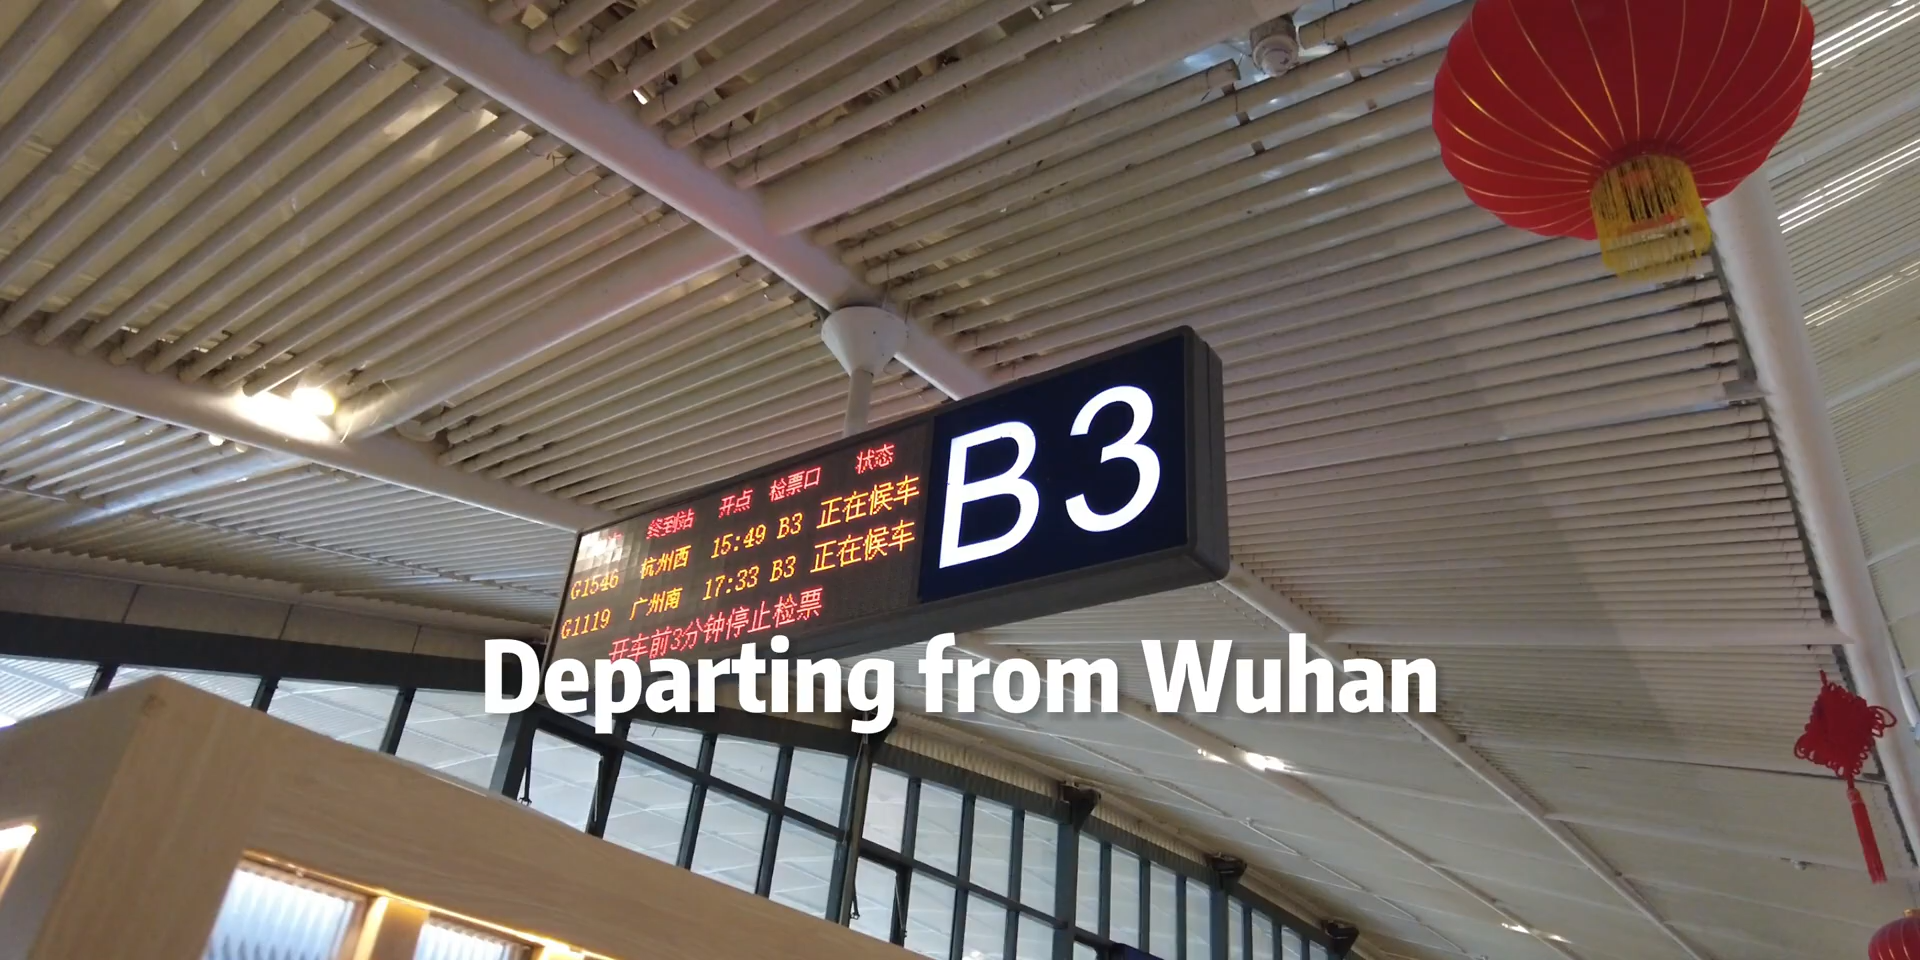 终到站 开点 检票口 状态
G1546 杭州西 15:49 B3 正在候车
G1119 广州南 17:33 B3 正在候车
开车前3分钟停止检票
B3
Departing from Wuhan